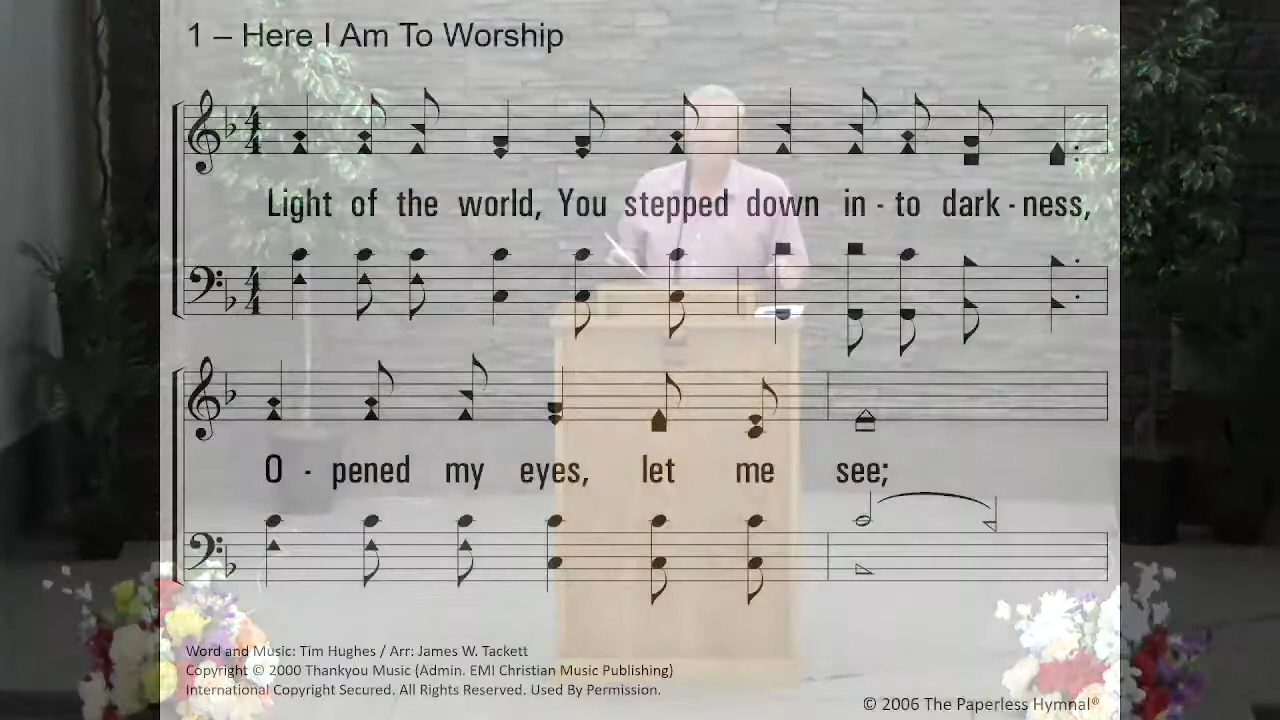 1 – Here I Am To Worship
Light of the world, You stepped down in - to dark - ness,
O - pened my eyes, let me see;
Word and Music: Tim Hughes / Arr: James W. Tackett
Copyright © 2000 Thankyou Music (Admin. EMI Christian Music Publishing)
International Copyright Secured. All Rights Reserved. Used By Permission.
© 2006 The Paperless Hymnal®